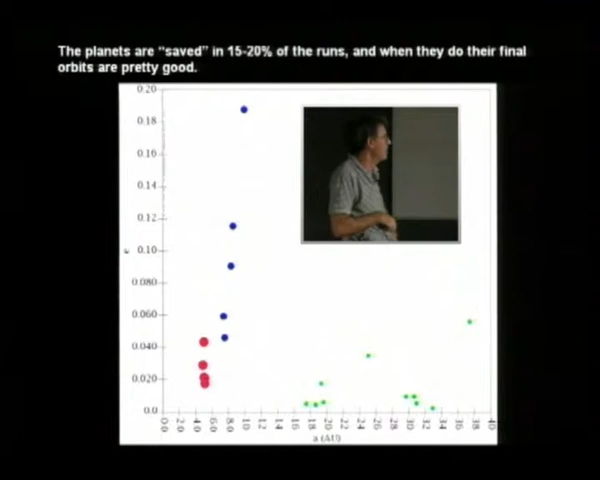 The planets are “saved” in 15-20% of the runs, and when they do their final
orbits are pretty good.
0.20
0.18
0.16
0.14
0.12
e
0.10
0.080
0.060
0.040
0.020
0.0
0.0 2.0 4.0 6.0 8.0 10 12 14 16 18 20 22 24 26 28 30 32 34 36 38 40
a (AU)